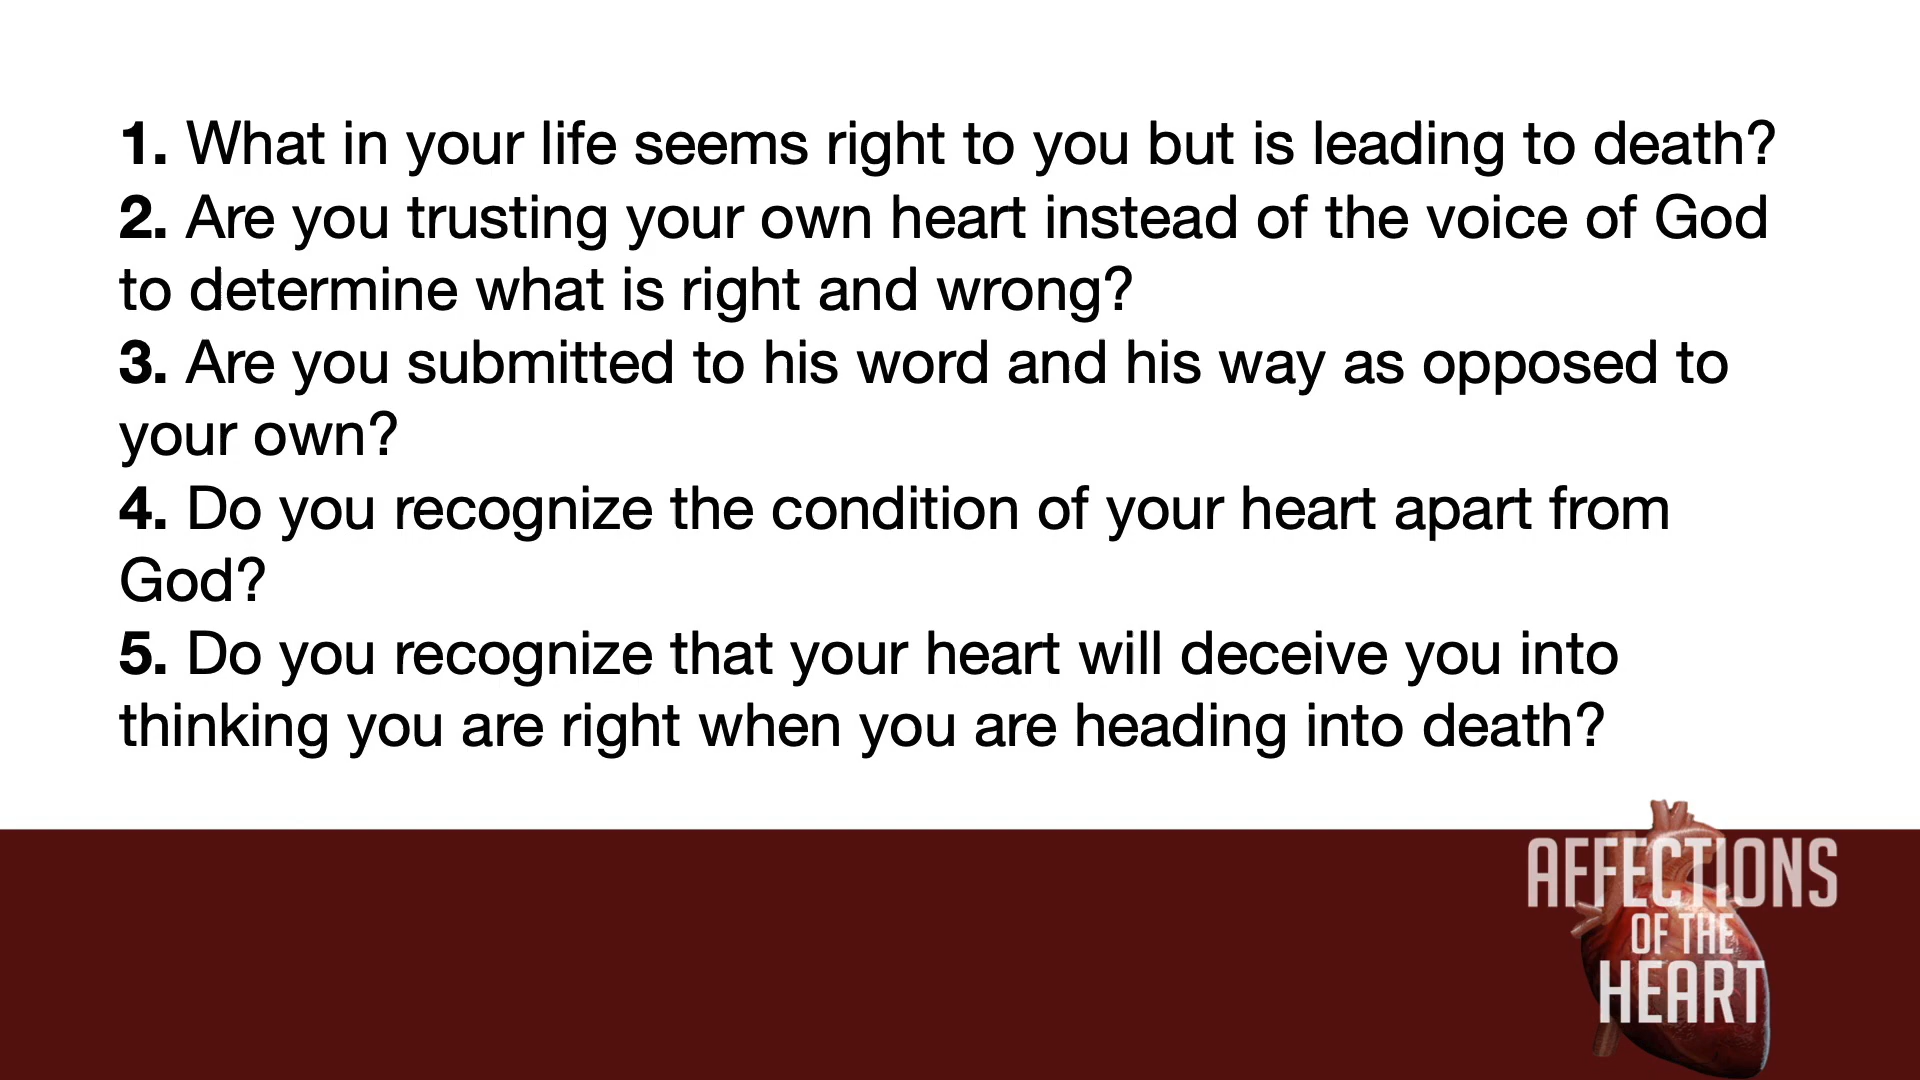 1. What in your life seems right to you but is leading to death?
2. Are you trusting your own heart instead of the voice of God
to determine what is right and wrong?
3. Are you submitted to his word and his way as opposed to
your own?
4. Do you recognize the condition of your heart apart from
God?
5. Do you recognize that your heart will deceive you into
thinking you are right when you are heading into death?
AFFECTIONS
OF THE
HEART